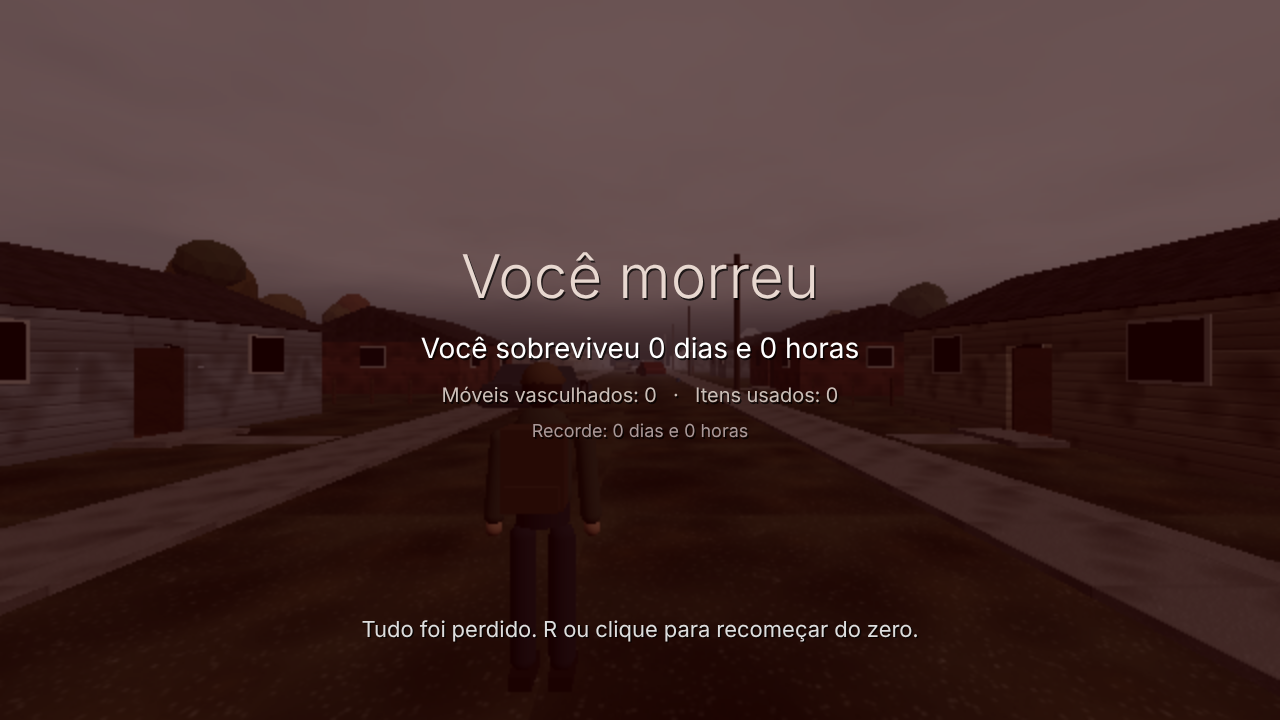 Você morreu
Você sobreviveu 0 dias e 0 horas
Móveis vasculhados: 0 · Itens usados: 0
Recorde: 0 dias e 0 horas
Tudo foi perdido. R ou clique para recomeçar do zero.